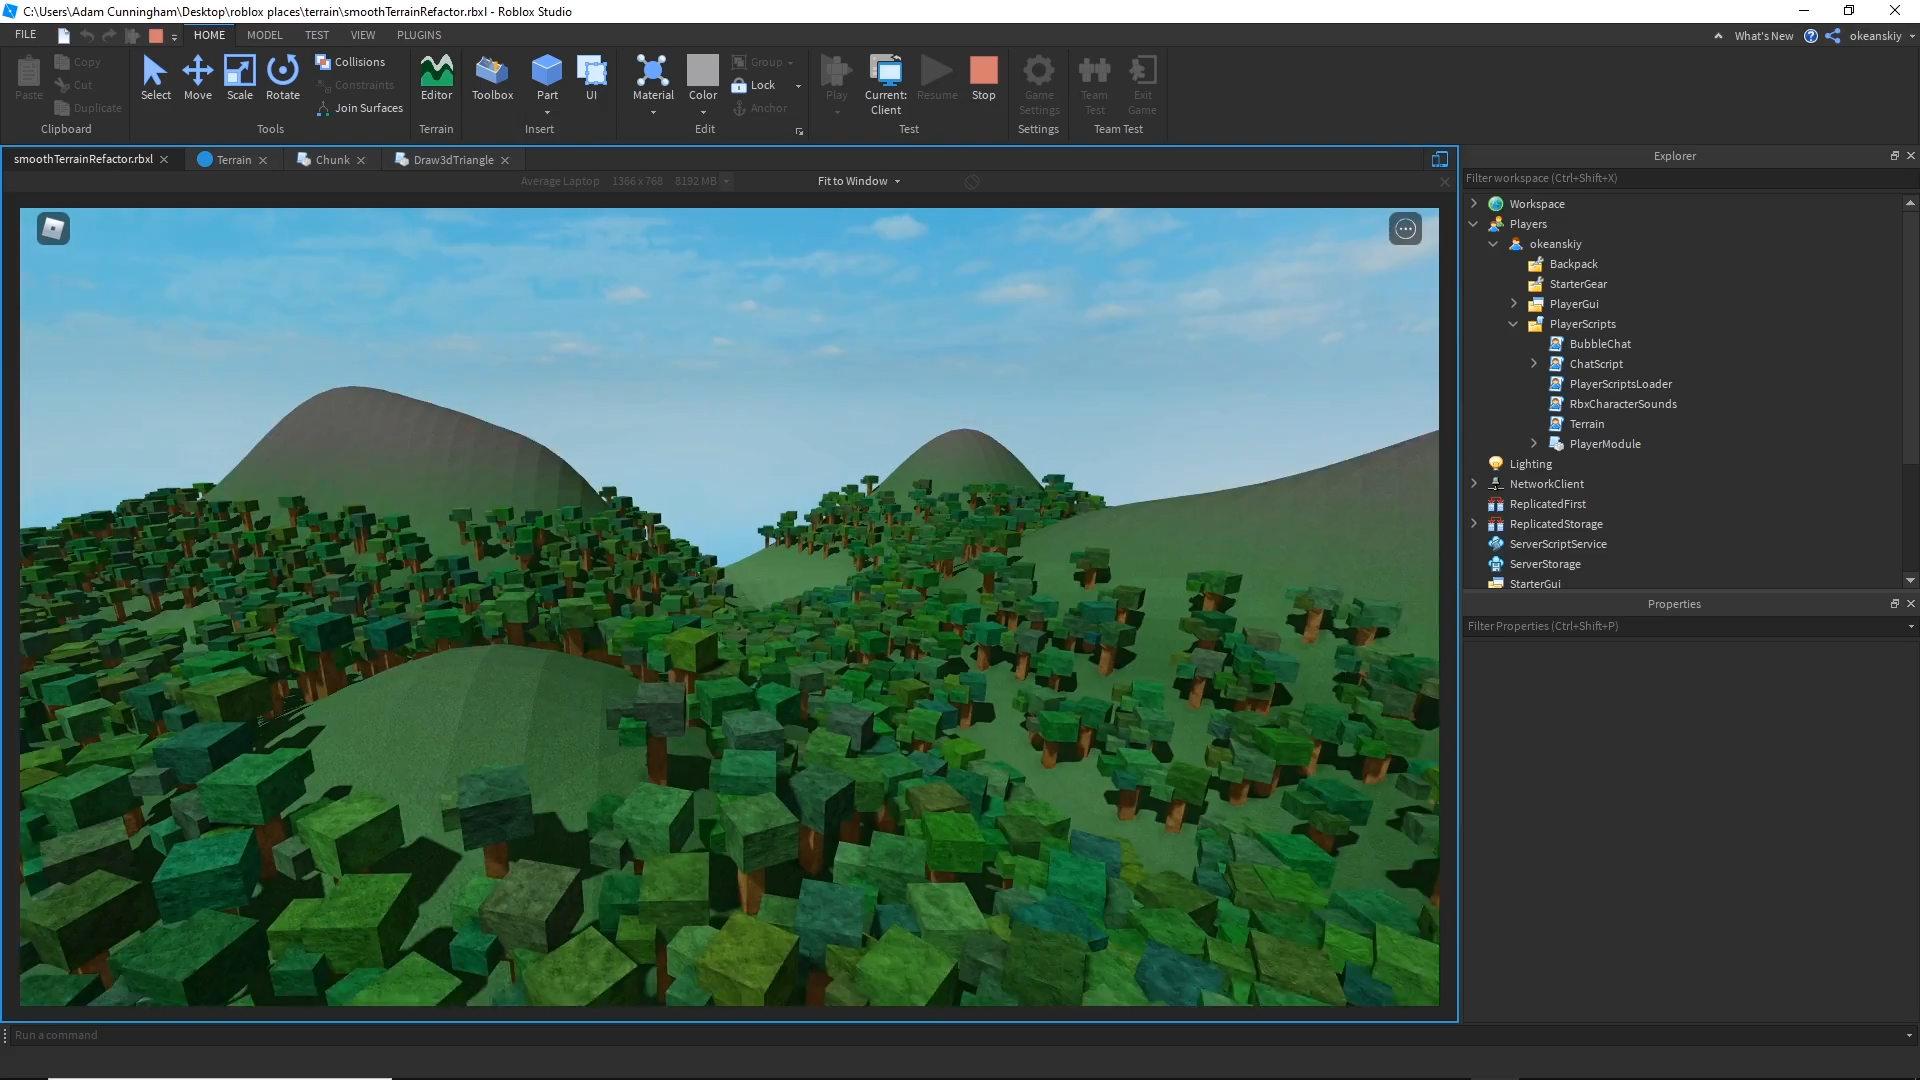 C:\Users\Adam Cunningham\Desktop\roblox places\terrain\smoothTerrainRefactor.rbxl - Roblox Studio
FILE HOME MODEL TEST VIEW PLUGINS What's New okeanskiy
Paste Copy Cut Duplicate
Clipboard
Select Move Scale Rotate Collisions Constraints Join Surfaces
Tools
Editor
Terrain
Toolbox Part UI
Insert
Material Color Group Lock Anchor
Edit
Play Current: Client Resume Stop
Test
Game Settings
Settings
Team Test Exit Game
Team Test
smoothTerrainRefactor.rbxl Terrain Chunk Draw3dTriangle
Average Laptop 1366 x 768 8192 MB Fit to Window
Explorer
Filter workspace (Ctrl+Shift+X)
Workspace
Players
okeanskiy
Backpack
StarterGear
PlayerGui
PlayerScripts
BubbleChat
ChatScript
PlayerScriptsLoader
RbxCharacterSounds
Terrain
PlayerModule
Lighting
NetworkClient
ReplicatedFirst
ReplicatedStorage
ServerScriptService
ServerStorage
StarterGui
Properties
Filter Properties (Ctrl+Shift+P)
Run a command